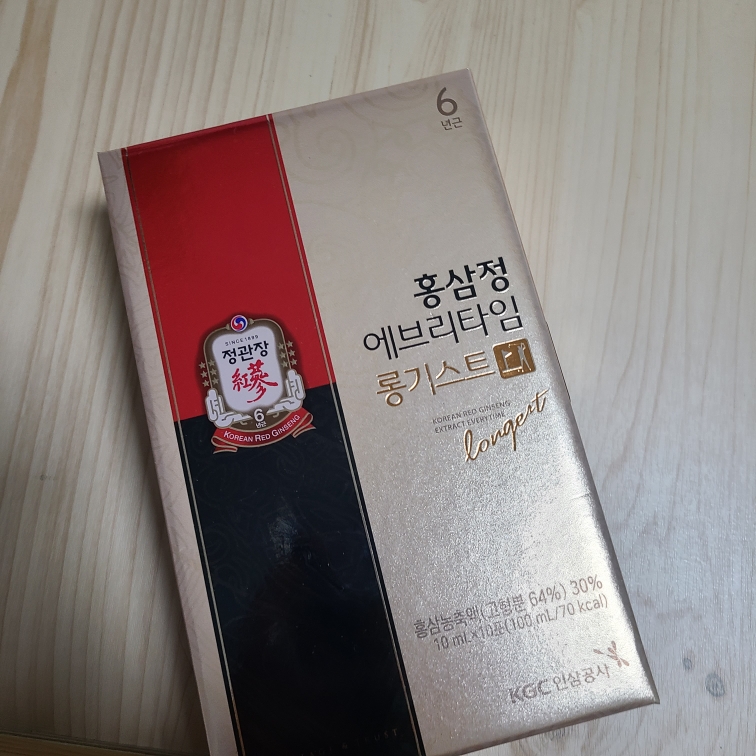 6
년근
SINCE 1899
정관장
紅蔘
6
년근
KOREAN RED GINSENG
홍삼정
에브리타임
롱기스트
KOREAN RED GINSENG
EXTRACT EVERYTIME
longest
홍삼농축액(고형분 64%) 30%
10 mL×10포(100 mL/70 kcal)
KGC 인삼공사